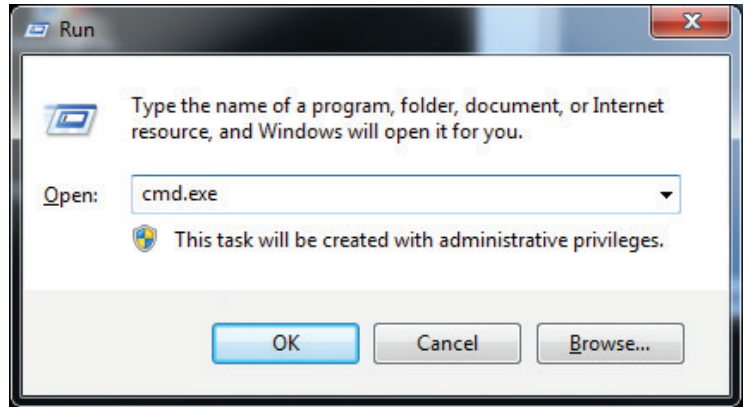 Run
Type the name of a program, folder, document, or Internet
resource, and Windows will open it for you.
Open: cmd.exe
This task will be created with administrative privileges.
OK Cancel Browse...